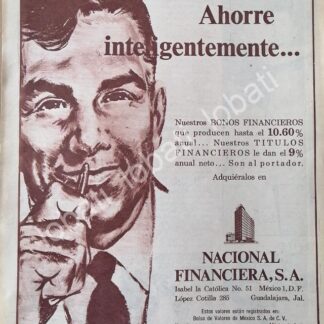 Ahorre
inteligentemente...
Nuestros BONOS FINANCIEROS
que producen hasta el 10.60%
anual... Nuestros TITULOS
FINANCIEROS le dan el 9%
anual neto... Son al portador.
Adquiéralos en
NACIONAL
FINANCIERA, S.A.
Isabel la Católica No. 51 México 1, D. F.
López Cotilla 285 Guadalajara, Jal.
Estos valores están registrados en:
Bolsa de Valores de México S. A. de C. V.